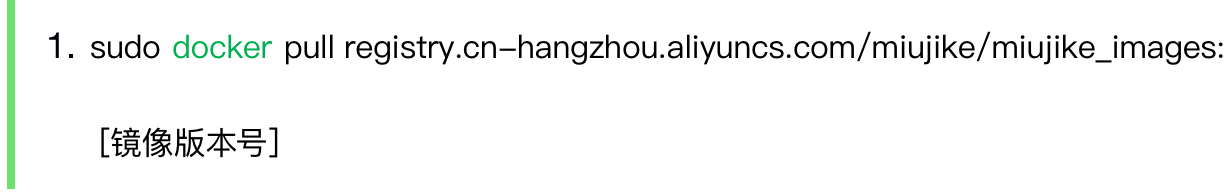 1. sudo docker pull registry.cn-hangzhou.aliyuncs.com/miujike/miujike_images:
[镜像版本号]